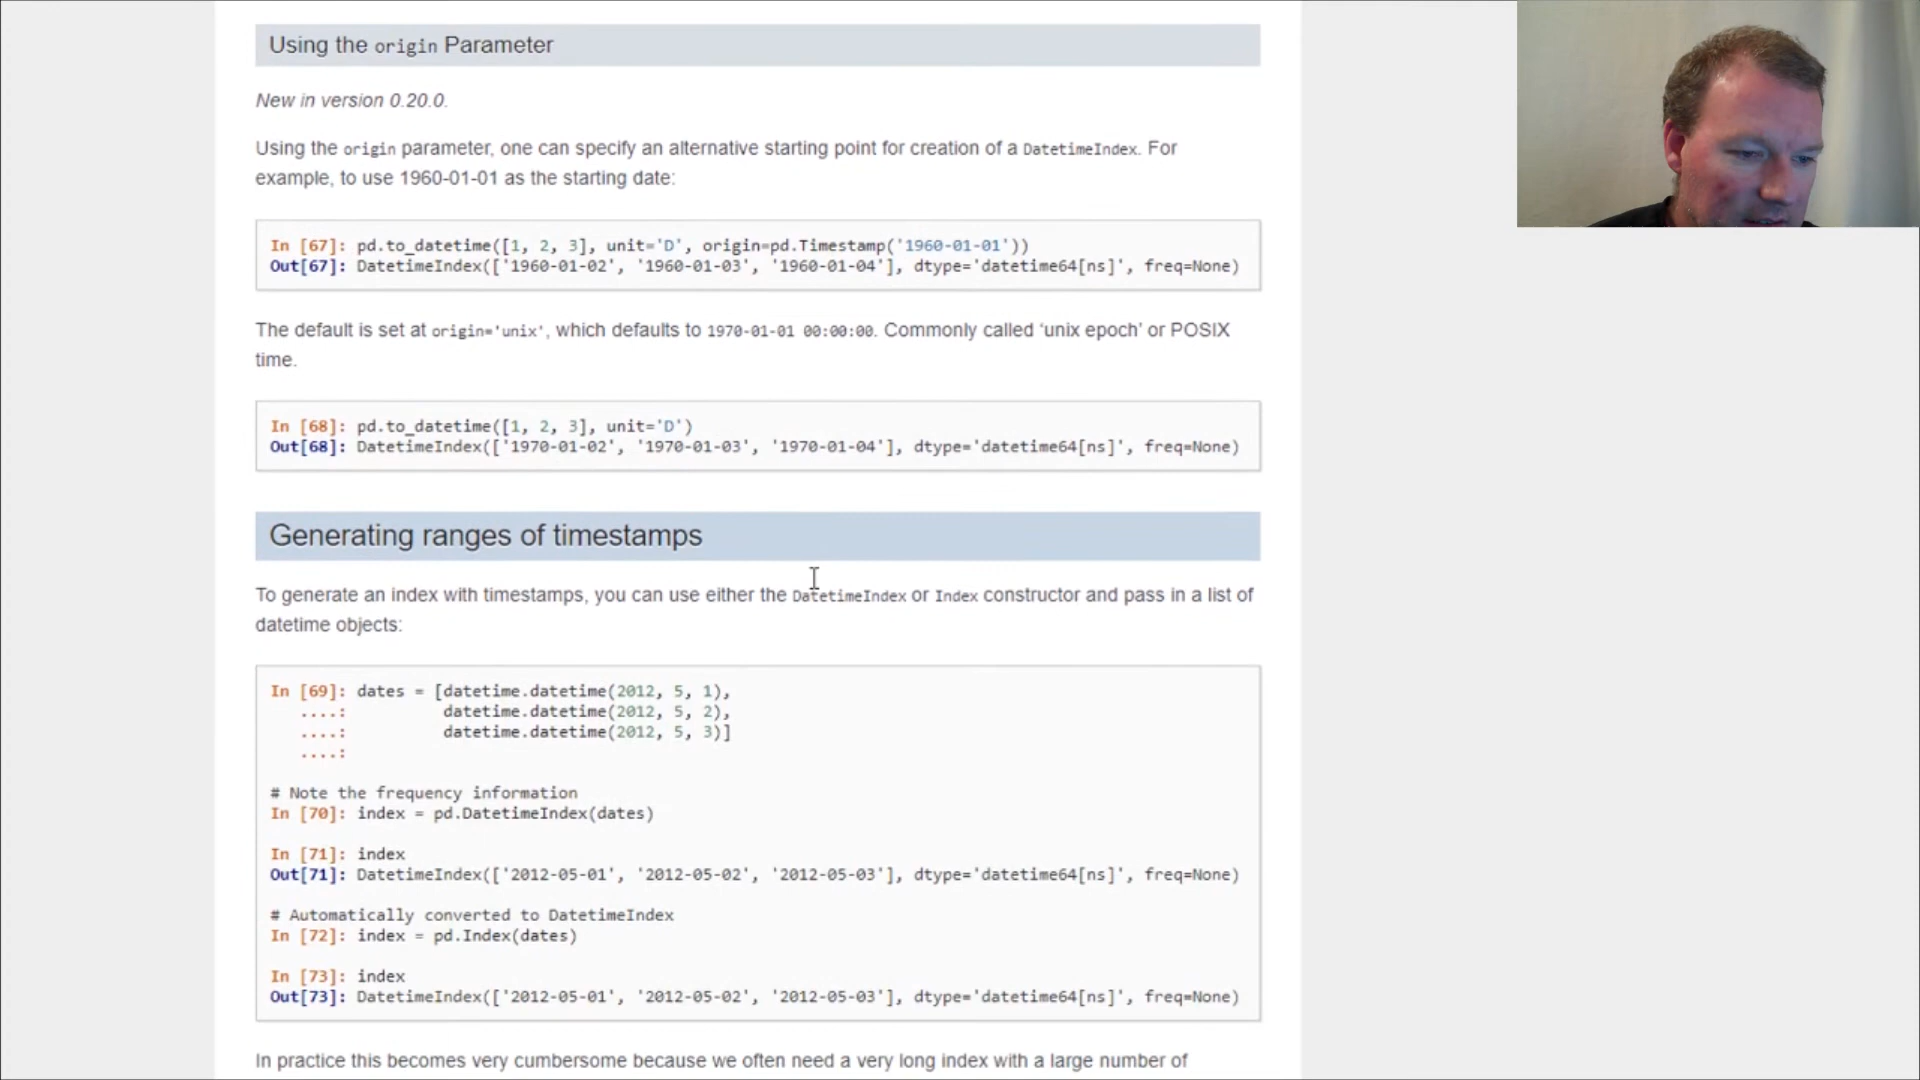 Using the origin Parameter
New in version 0.20.0.
Using the origin parameter, one can specify an alternative starting point for creation of a DatetimeIndex. For
example, to use 1960-01-01 as the starting date:
In [67]: pd.to_datetime([1, 2, 3], unit='D', origin=pd.Timestamp('1960-01-01'))
Out[67]: DatetimeIndex(['1960-01-02', '1960-01-03', '1960-01-04'], dtype='datetime64[ns]', freq=None)
The default is set at origin='unix', which defaults to 1970-01-01 00:00:00. Commonly called ‘unix epoch’ or POSIX
time.
In [68]: pd.to_datetime([1, 2, 3], unit='D')
Out[68]: DatetimeIndex(['1970-01-02', '1970-01-03', '1970-01-04'], dtype='datetime64[ns]', freq=None)
Generating ranges of timestamps
To generate an index with timestamps, you can use either the DatetimeIndex or Index constructor and pass in a list of
datetime objects:
In [69]: dates = [datetime.datetime(2012, 5, 1),
....: datetime.datetime(2012, 5, 2),
....: datetime.datetime(2012, 5, 3)]
....:
# Note the frequency information
In [70]: index = pd.DatetimeIndex(dates)
In [71]: index
Out[71]: DatetimeIndex(['2012-05-01', '2012-05-02', '2012-05-03'], dtype='datetime64[ns]', freq=None)
# Automatically converted to DatetimeIndex
In [72]: index = pd.Index(dates)
In [73]: index
Out[73]: DatetimeIndex(['2012-05-01', '2012-05-02', '2012-05-03'], dtype='datetime64[ns]', freq=None)
In practice this becomes very cumbersome because we often need a very long index with a large number of